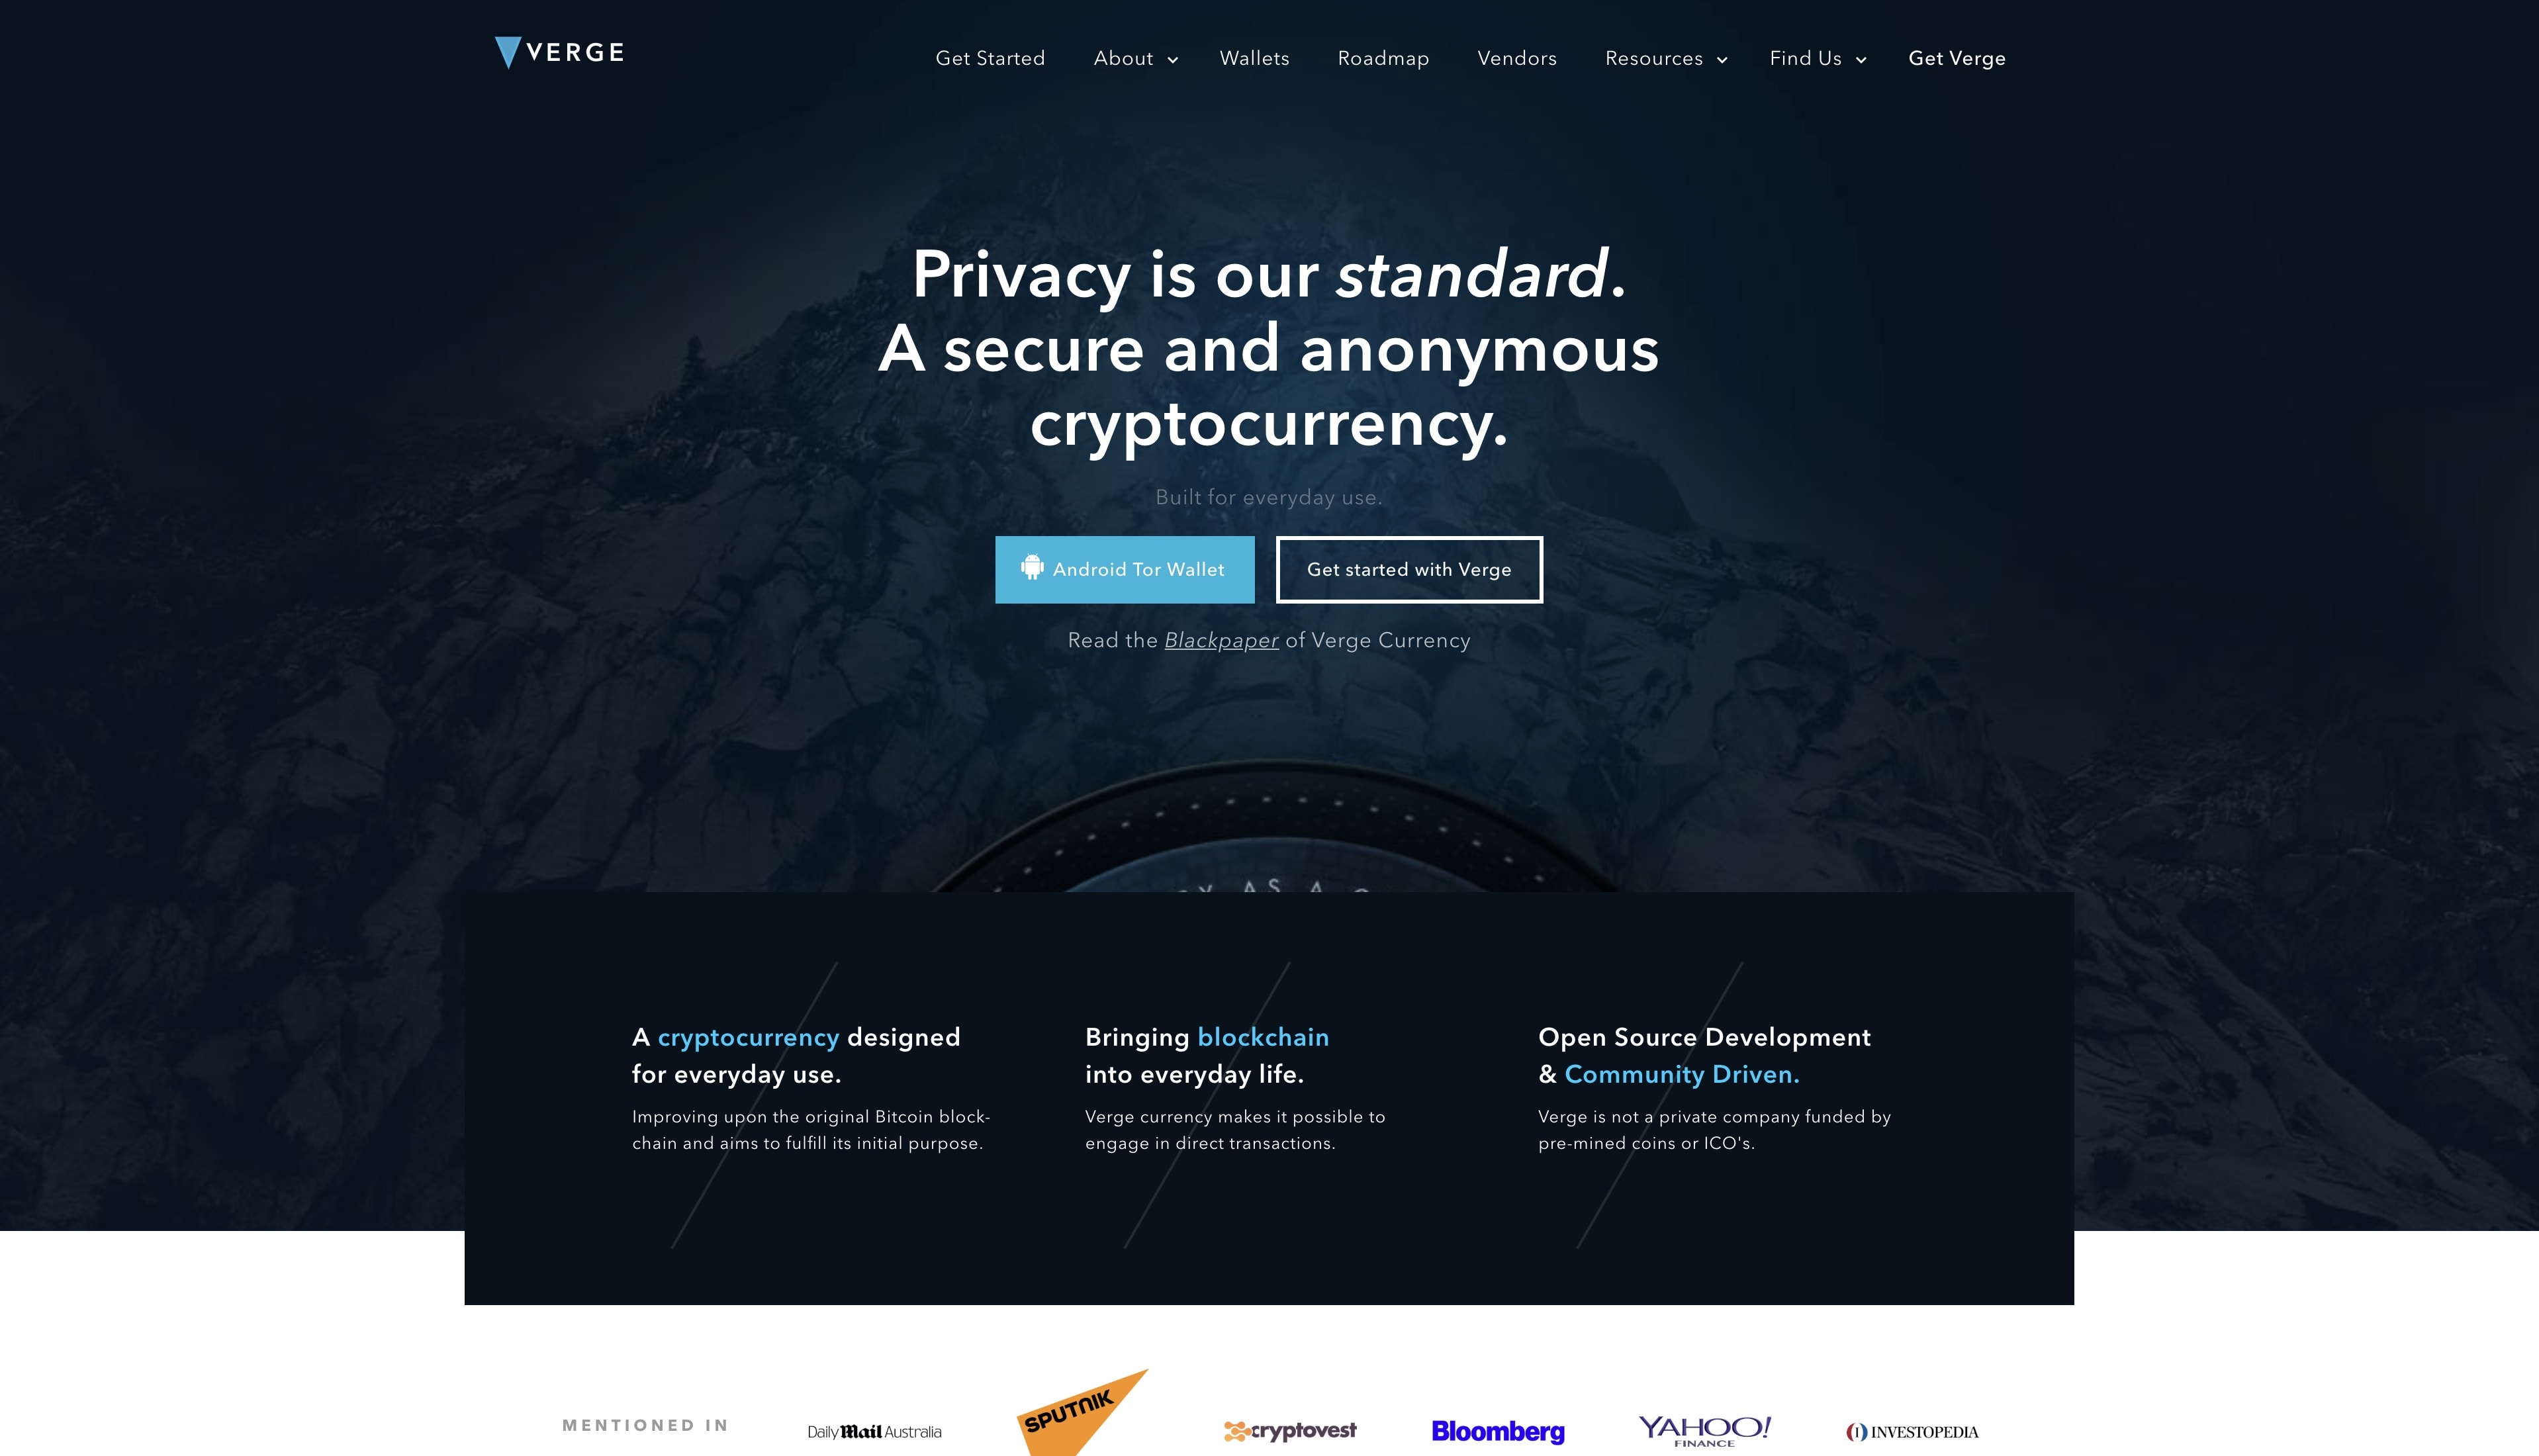 VERGE
Get Started
About
Wallets
Roadmap
Vendors
Resources
Find Us
Get Verge
Privacy is our standard.
A secure and anonymous
cryptocurrency.
Built for everyday use.
Android Tor Wallet
Get started with Verge
Read the Blackpaper of Verge Currency
AS A
A cryptocurrency designed
for everyday use.
Improving upon the original Bitcoin block-
chain and aims to fulfill its initial purpose.
Bringing blockchain
into everyday life.
Verge currency makes it possible to
engage in direct transactions.
Open Source Development
& Community Driven.
Verge is not a private company funded by
pre-mined coins or ICO's.
MENTIONED IN
Daily Mail Australia
SPUTNIK
cryptovest
Bloomberg
YAHOO!
FINANCE
INVESTOPEDIA